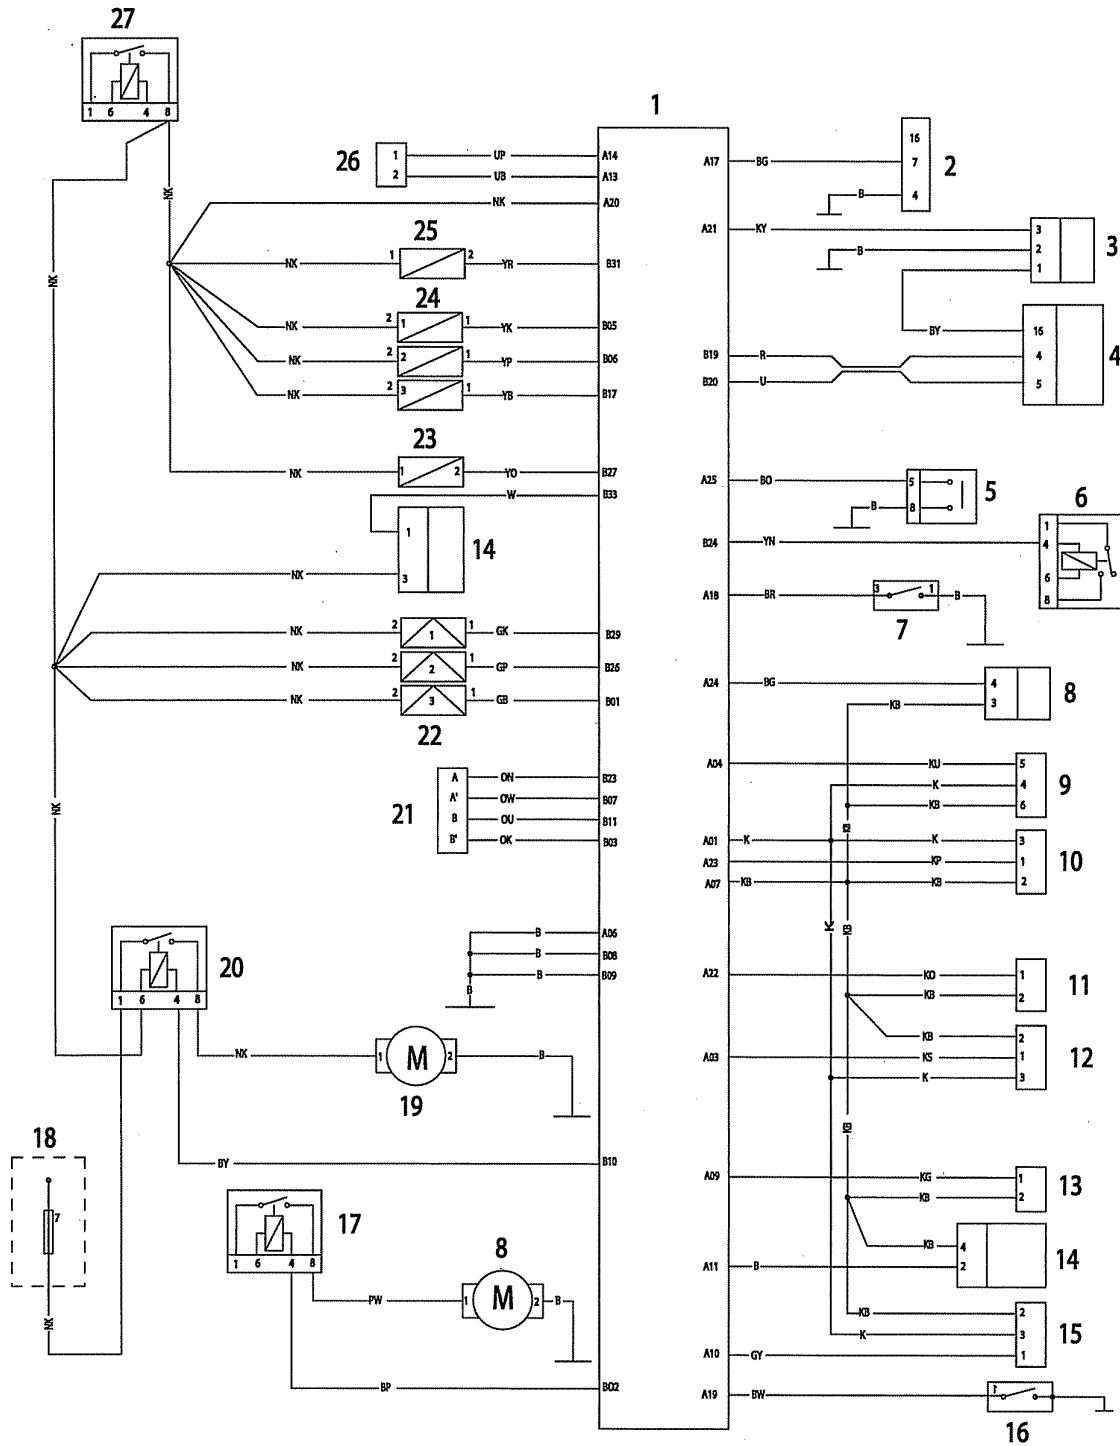 27
1 6 4 8
1
26
1 UP A14
2 UB A13
NK A20
NK
NK
25
NK 1 2 YR B31
24
NK 2 1 1 YK B05
NK 2 2 1 YP B06
NK 2 3 1 YB B17
23
NK 1 2 YO B27
W B33
1
3
14
NK
NK 2 1 1 GK B29
NK 2 2 1 GP B26
NK 2 3 1 GB B01
22
NK
21
A ON B23
A' OW B07
B OU B11
B' OK B03
B A06
B B08
B B09
B
20
1 6 4 8
NK 1 M 2 B
19
BY B10
18
7
NK
17
1 6 4 8
8
PW 1 M 2 B
BP BO2
A17 BG
16
7
4
2
B
A21 KY 3
B 2
1
3
BY 16
4
5
4
B19 R
B20 U
A25 BO 5
B 8
5
6
1
4
6
8
B24 YN
A18 BR 3 1 B
7
A24 BG 4
KB 3
8
A04 KU 5
K 4
KB 6
9
KB
A01 K K 3
A23 KP 1
A07 KB KB 2
10
K
KB
A22 KO 1
KB 2
11
KB 2
A03 KS 1
K 3
12
KB
A09 KG 1
KB 2
13
KB 4
A11 B 2
14
KB 2
K 3
A10 GY 1
15
A19 BW 1
16